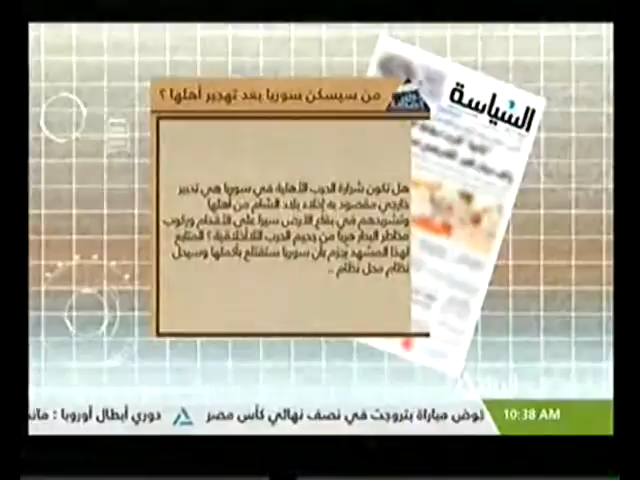 السياسة
من سيسكن سوريا بعد تهجير أهلها ؟
هل تكون شرارة الحرب الأهلية في سوريا هي تدبير
خارجي مقصود به إخلاء بلاد الشام من أهلها
وتشريدهم في بقاع الأرض سيرا على الأقدام وركوب
مخاطر البحار هربا من جحيم الحرب اللاأخلاقية ؟ المتابع
لهذا المشهد يجزم بأن سوريا ستقتلع بأكملها وسيحل
نظام محل نظام ..
10:38 AM
مباراة بتروجت في نصف نهائي كأس مصر
دوري أبطال أوروبا :